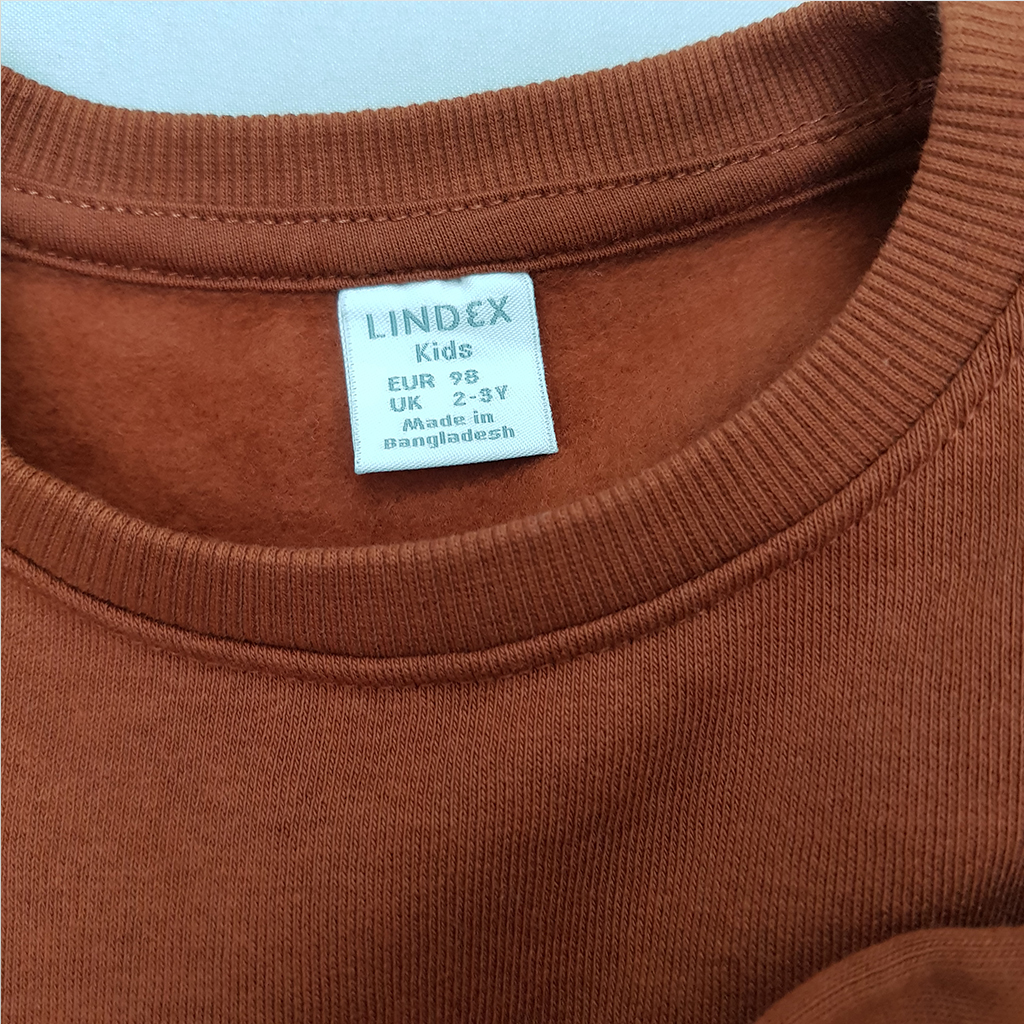 LINDEX
Kids
EUR 98
UK 2-3Y
Made in
Bangladesh